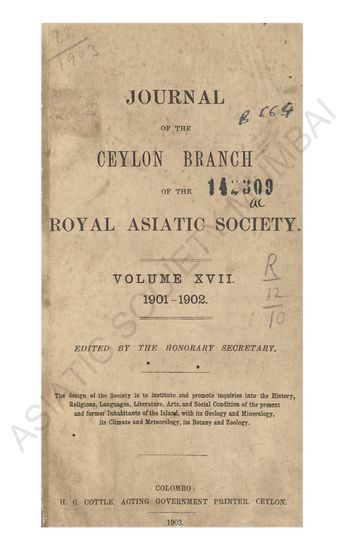 82
1903
JOURNAL
OF THE
B 664
CEYLON BRANCH
OF THE
142309
ac
ROYAL ASIATIC SOCIETY.
VOLUME XVII.
1901-1902.
R
12
10
EDITED BY THE HONORARY SECRETARY.
The design of the Society is to institute and promote inquiries into the History,
Religions, Languages, Literature, Arts, and Social Condition of the present
and former Inhabitants of the Island, with its Geology and Mineralogy,
its Climate and Meteorology, its Botany and Zoology.
COLOMBO:
H. C. COTTLE, ACTING GOVERNMENT PRINTER, CEYLON.
1903.
ASIATIC SOCIETY MUMBAI